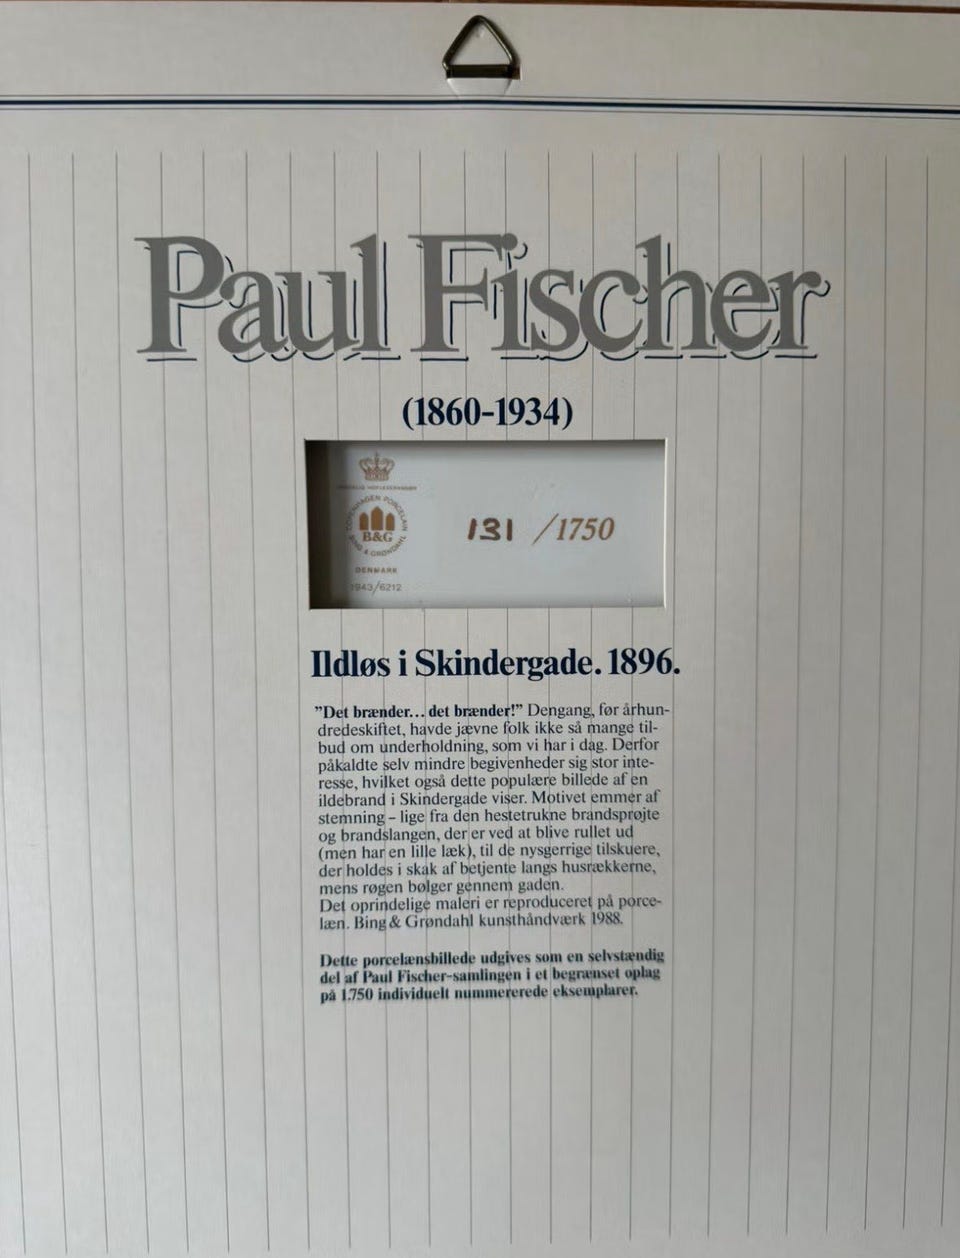 Paul Fischer
(1860-1934)
COPENHAGEN PORCELAIN
B&G
BING & GRØNDAHL
DENMARK
1943/6212
131 /1750
Ildløs i Skindergade. 1896.
”Det brænder... det brænder!” Dengang, før århun-
dredeskiftet, havde jævne folk ikke så mange til-
bud om underholdning, som vi har i dag. Derfor
påkaldte selv mindre begivenheder sig stor inte-
resse, hvilket også dette populære billede af en
ildebrand i Skindergade viser. Motivet emmer af
stemning – lige fra den hestetrukne brandsprøjte
og brandslangen, der er ved at blive rullet ud
(men har en lille læk), til de nysgerrige tilskuere,
der holdes i skak af betjente langs husrækkerne,
mens røgen bølger gennem gaden.
Det oprindelige maleri er reproduceret på porce-
læn. Bing & Grøndahl kunsthåndværk 1988.
Dette porcelænsbillede udgives som en selvstændig
del af Paul Fischer-samlingen i et begrænset oplag
på 1.750 individuelt nummererede eksemplarer.